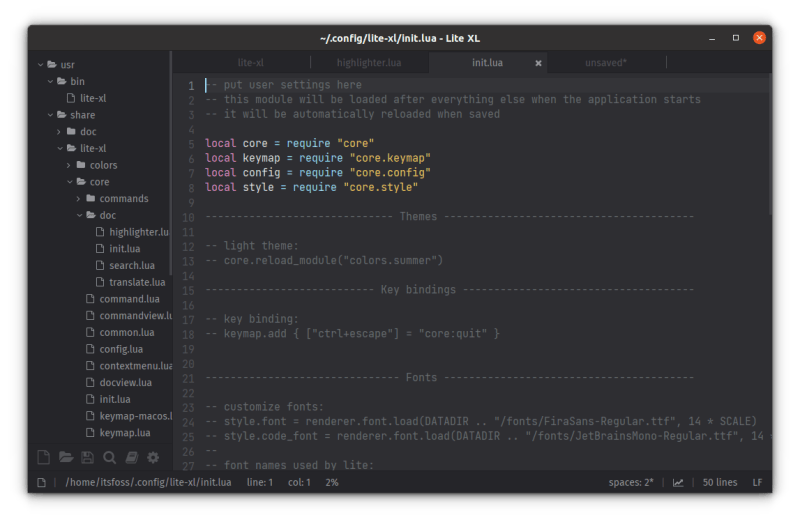 ~/.config/lite-xl/init.lua - Lite XL
usr
bin
lite-xl
share
doc
lite-xl
colors
core
commands
doc
highlighter.lu
init.lua
search.lua
translate.lua
command.lua
commandview.lu
common.lua
config.lua
contextmenu.lua
docview.lua
init.lua
keymap-macos.l
keymap.lua
lite-xl highlighter.lua init.lua unsaved*
1 -- put user settings here
2 -- this module will be loaded after everything else when the application starts
3 -- it will be automatically reloaded when saved
4
5 local core = require "core"
6 local keymap = require "core.keymap"
7 local config = require "core.config"
8 local style = require "core.style"
9
10 ------------------------------ Themes ----------------------------------------
11
12 -- light theme:
13 -- core.reload_module("colors.summer")
14
15 --------------------------- Key bindings -------------------------------------
16
17 -- key binding:
18 -- keymap.add { ["ctrl+escape"] = "core:quit" }
19
20
21 ------------------------------- Fonts ----------------------------------------
22
23 -- customize fonts:
24 -- style.font = renderer.font.load(DATADIR .. "/fonts/FiraSans-Regular.ttf", 14 * SCALE)
25 -- style.code_font = renderer.font.load(DATADIR .. "/fonts/JetBrainsMono-Regular.ttf", 14 *
26 --
27 -- font names used by lite:
/home/itsfoss/.config/lite-xl/init.lua line: 1 col: 1 2% spaces: 2* 50 lines LF